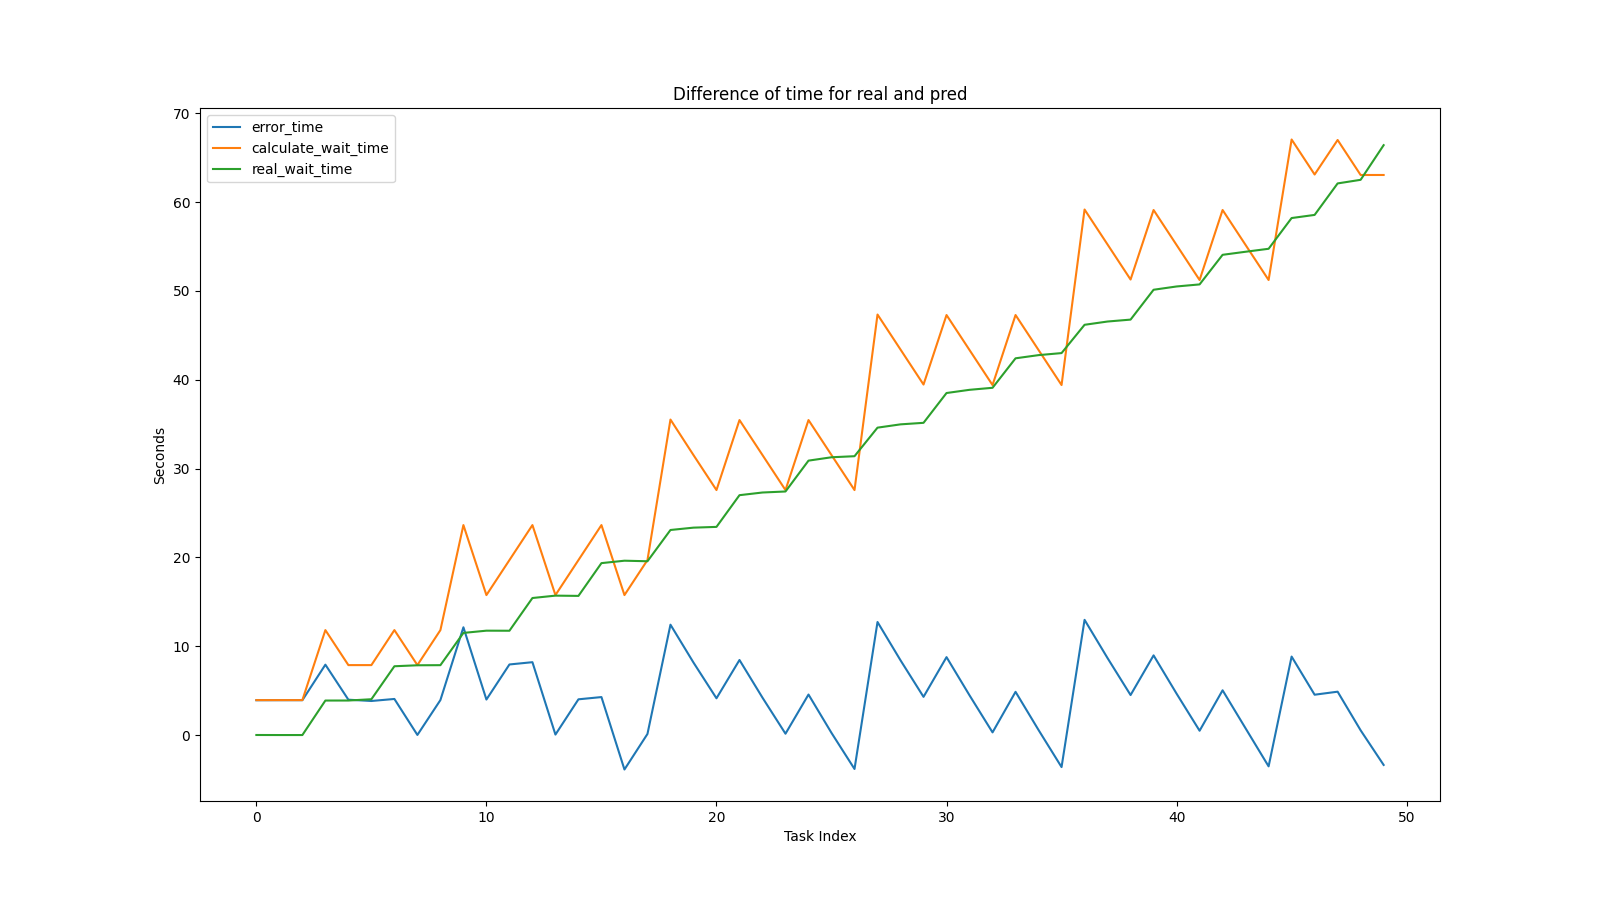 Difference of time for real and pred
error_time
calculate_wait_time
real_wait_time
70
60
50
40
30
20
10
0
Seconds
0 10 20 30 40 50
Task Index